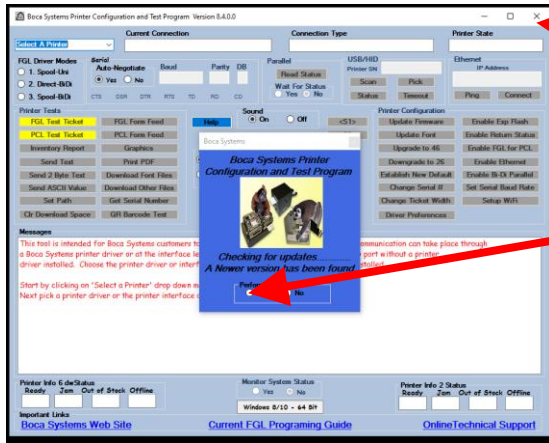 Boca Systems Printer Configuration and Test Program Version 8.4.0.0
Current Connection
Connection Type
Printer State
Select A Printer
FGL Driver Modes
1. Spool-Uni
2. Direct-BiDi
3. Spool-BiDi
Serial
Auto-Negotiate Baud Parity DB
Yes No
CTS DSR DTR RTS TD RD CD
Parallel
Read Status
Wait For Status
Yes No
USB/HID
Printer SN
Scan Pick
Status Timeout
Ethernet
IP Address
Ping Connect
Printer Tests
FGL Test Ticket FGL Form Feed
PCL Test Ticket PCL Form Feed
Inventory Report Graphics
Send Text Print PDF
Send 2 Byte Text Download Font Files
Send ASCII Value Download Other Files
Set Path Get Serial Number
Clr Download Space QR Barcode Test
Help
Sound
On Off
<S1>
Printer Configuration
Update Firmware Enable Exp Flash
Update Font Enable Return Status
Upgrade to 46 Enable FGL for PCL
Downgrade to 26 Enable Ethernet
Establish New Default Enable Bi-Di Parallel
Change Serial # Set Serial Baud Rate
Change Ticket Width Setup WiFi
Driver Preferences
Boca Systems
Boca Systems Printer
Configuration and Test Program
Checking for updates..........
A Newer version has been found
No
Messages
This tool is intended for Boca Systems customers to
a Boca Systems printer driver or at the interface le
driver installed. Choose the printer driver or interf
mmunication can take place through
port without a printer
Start by clicking on "Select a Printer" drop down m
Next pick a printer driver or the printer interface
Printer Info 6 devStatus
Ready Jam Out of Stock Offline
Monitor System Status
Yes No
Windows 8/10 - 64 Bit
Printer Info 2 Status
Ready Jam Out of Stock Offline
Important Links
Boca Systems Web Site
Current FGL Programing Guide
OnlineTechnical Support